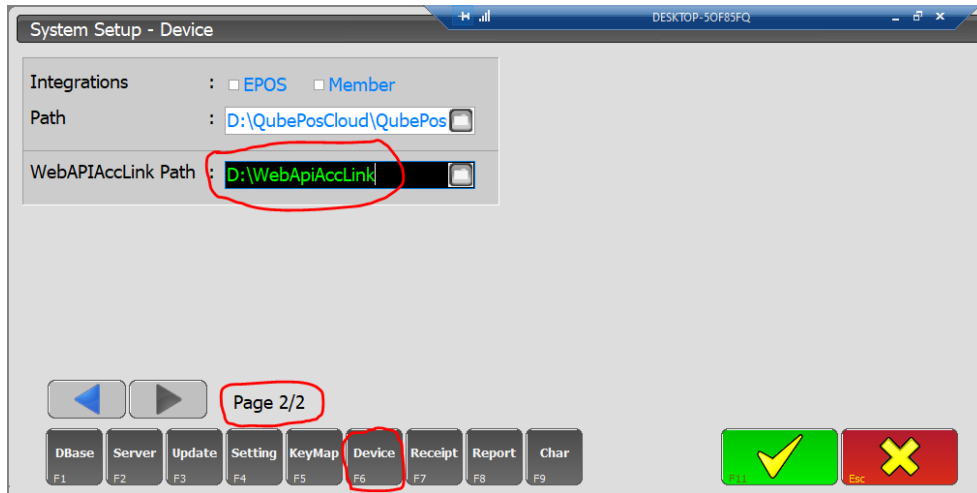 DESKTOP-5OF85FQ
System Setup - Device
Integrations : EPOS Member
Path : D:\QubePosCloud\QubePos
WebAPIAccLink Path : D:\WebApiAccLink
Page 2/2
DBase Server Update Setting KeyMap Device Receipt Report Char
F1 F2 F3 F4 F5 F6 F7 F8 F9 F11 Esc